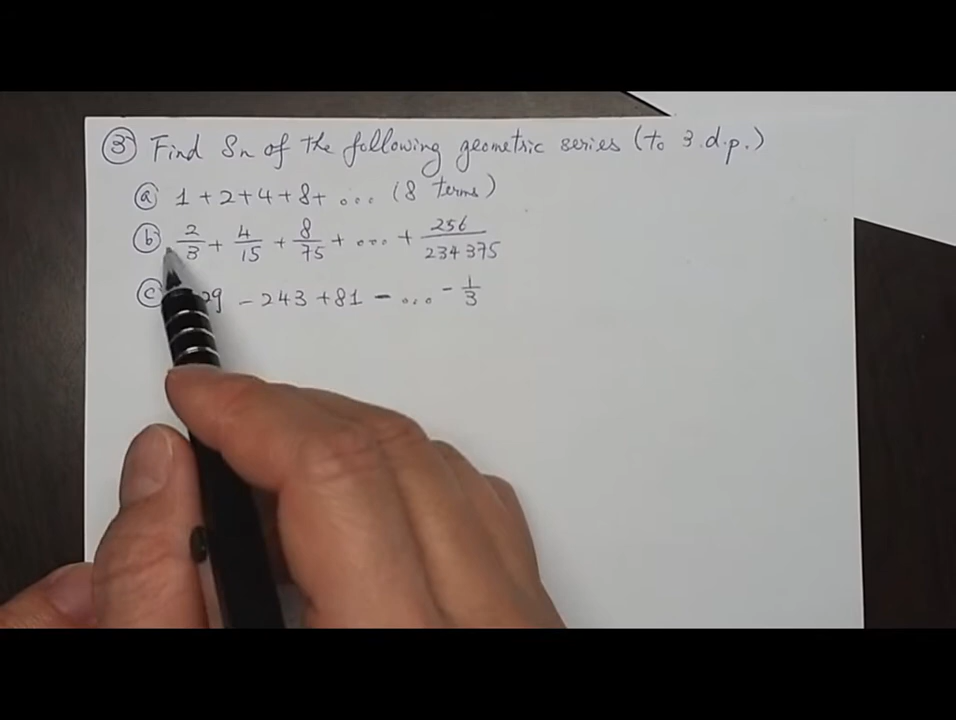 ③ Find Sn of the following geometric series (to 3.d.p.)
ⓐ 1 + 2 + 4 + 8 + ... (8 terms)
ⓑ 2/3 + 4/15 + 8/75 + ... + 256/234375
ⓒ 29 - 243 + 81 - ... - 1/3